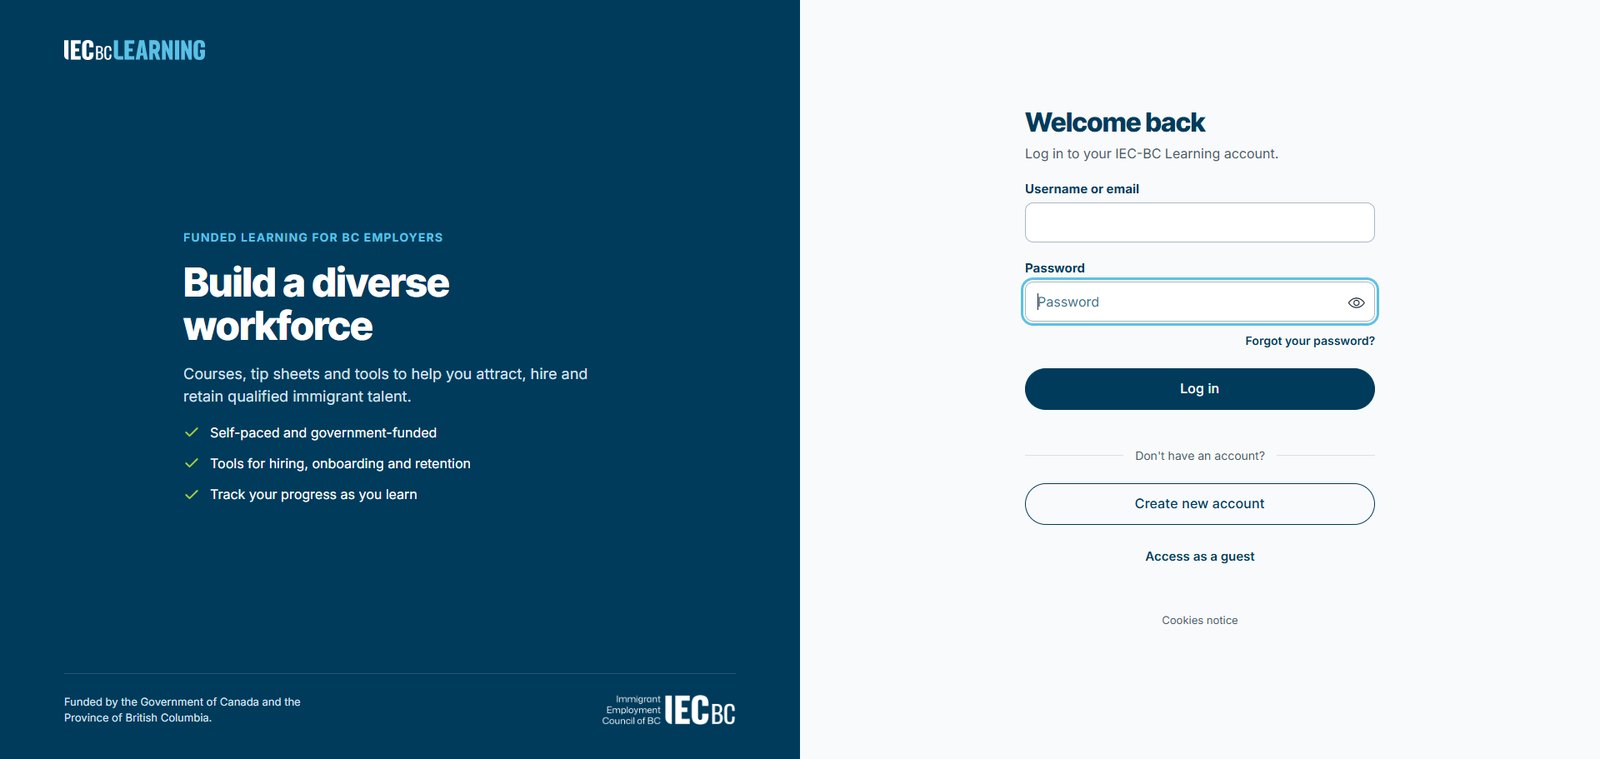 IECBCLEARNING
FUNDED LEARNING FOR BC EMPLOYERS
Build a diverse
workforce
Courses, tip sheets and tools to help you attract, hire and
retain qualified immigrant talent.
Self-paced and government-funded
Tools for hiring, onboarding and retention
Track your progress as you learn
Funded by the Government of Canada and the
Province of British Columbia.
Immigrant
Employment
Council of BC
IECBC
Welcome back
Log in to your IEC-BC Learning account.
Username or email
Password
Password
Forgot your password?
Log in
Don't have an account?
Create new account
Access as a guest
Cookies notice